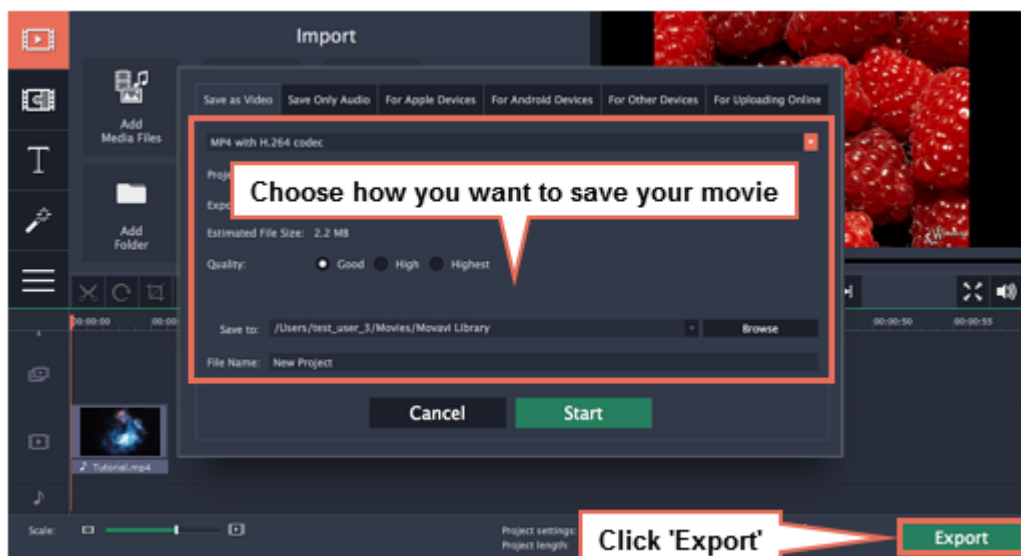 Import
Add
Media Files
Add
Folder
Save as Video
Save Only Audio
For Apple Devices
For Android Devices
For Other Devices
For Uploading Online
MP4 with H.264 codec
Choose how you want to save your movie
Estimated File Size: 2.2 MB
Quality:
Good
High
Highest
Save to: /Users/test_user_3/Movies/Movavi Library
Browse
File Name: New Project
Cancel
Start
00:00:00
00:00:50
00:00:55
Tutorial.mp4
Scale:
Project settings:
Project length:
Click 'Export'
Export